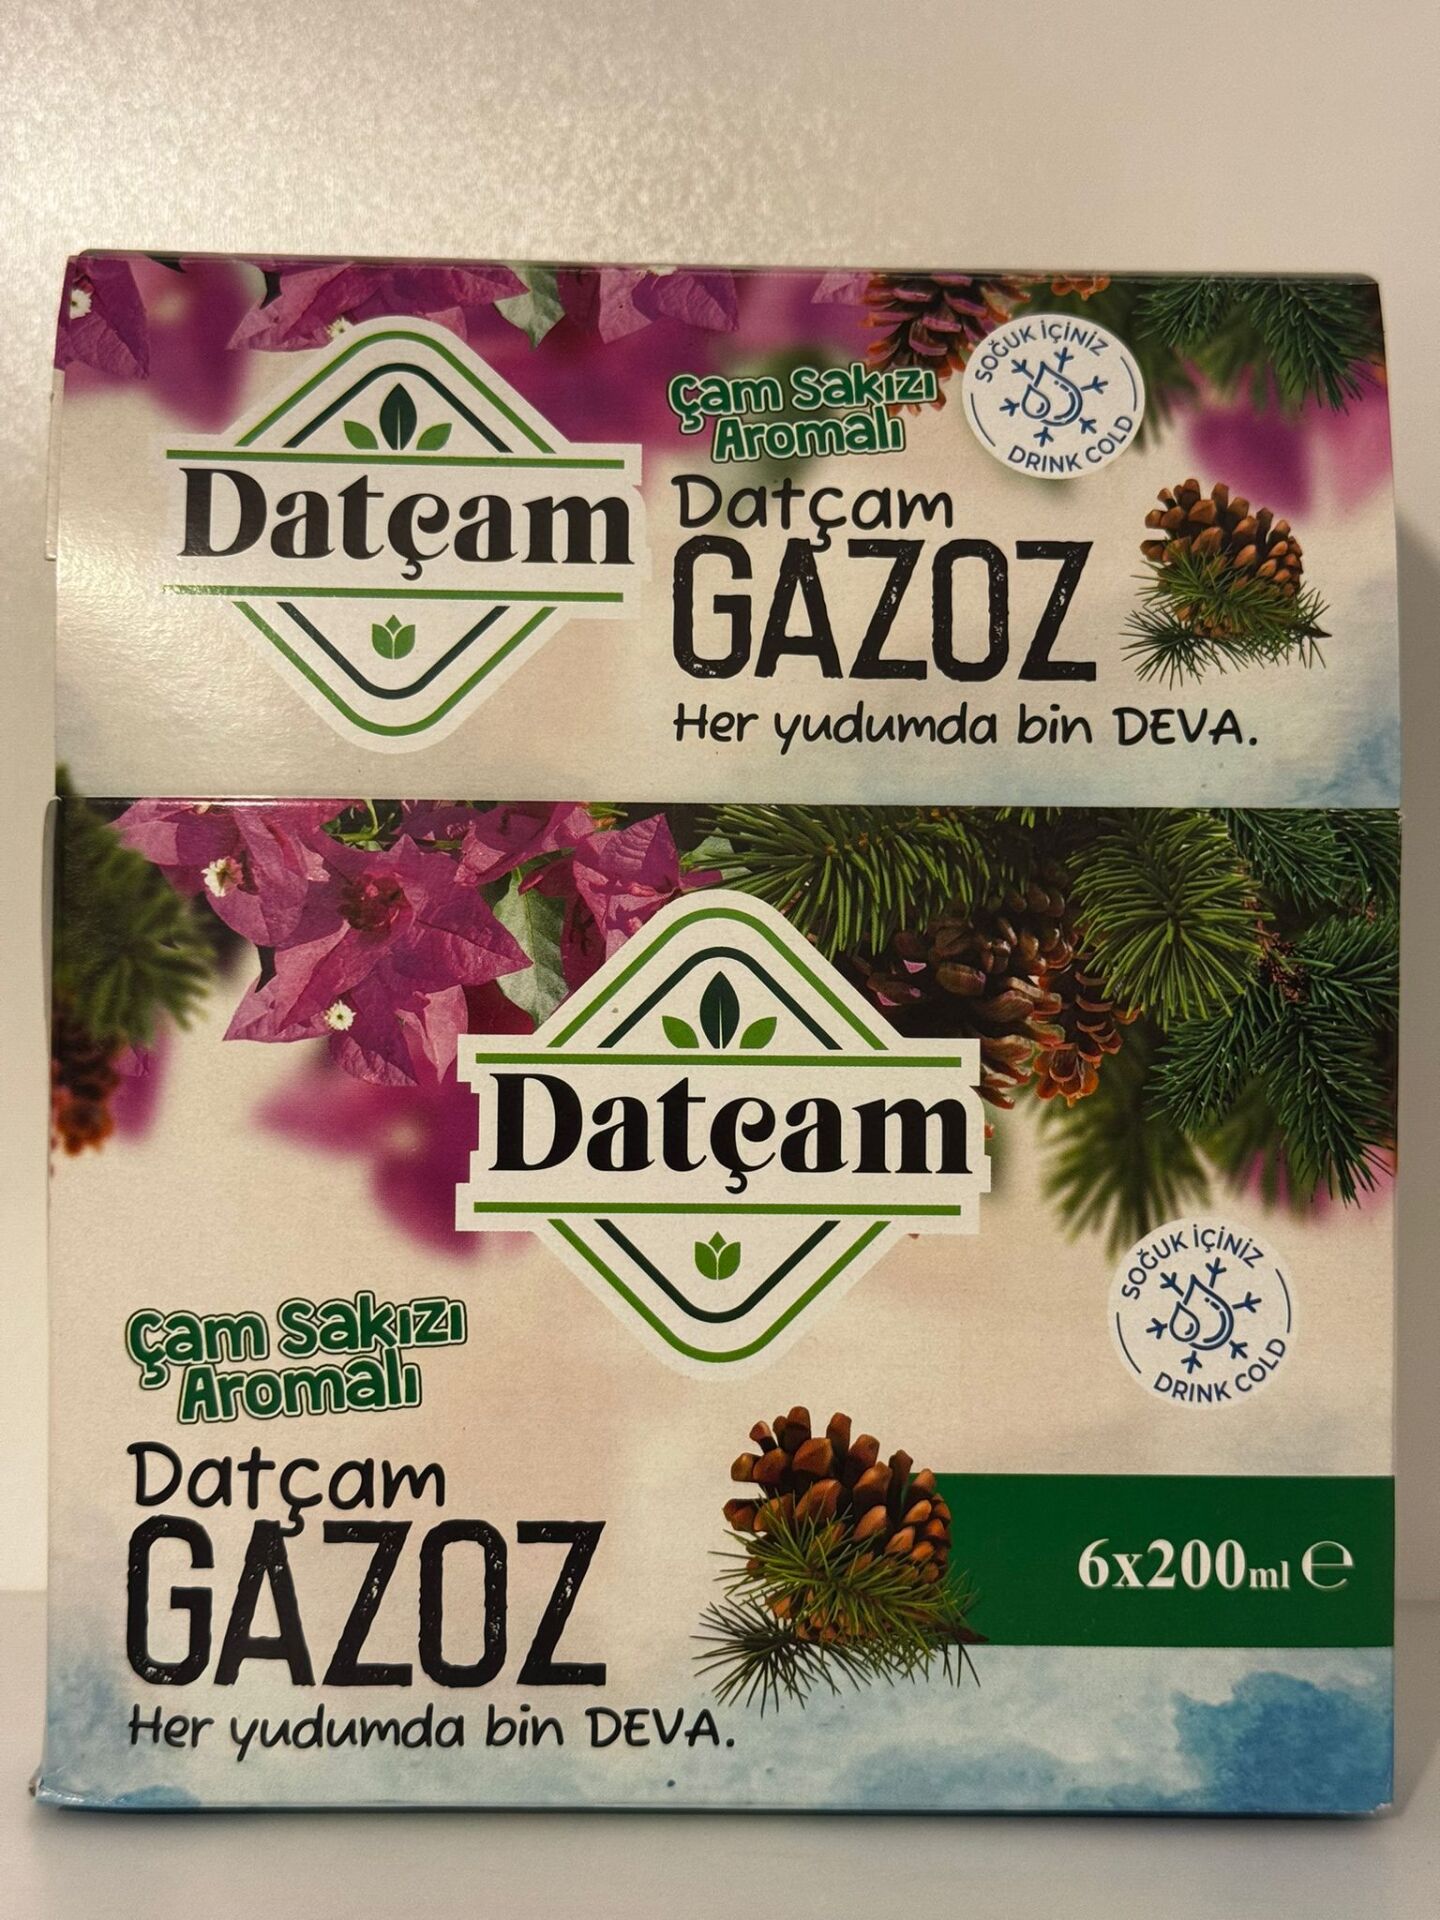 Datçam
Çam Sakızı
Aromalı
Datçam
GAZOZ
Her yudumda bin DEVA.
SOĞUK İÇİNİZ
DRINK COLD
Datçam
SOĞUK İÇİNİZ
DRINK COLD
Çam Sakızı
Aromalı
Datçam
GAZOZ
Her yudumda bin DEVA.
6x200ml ℮